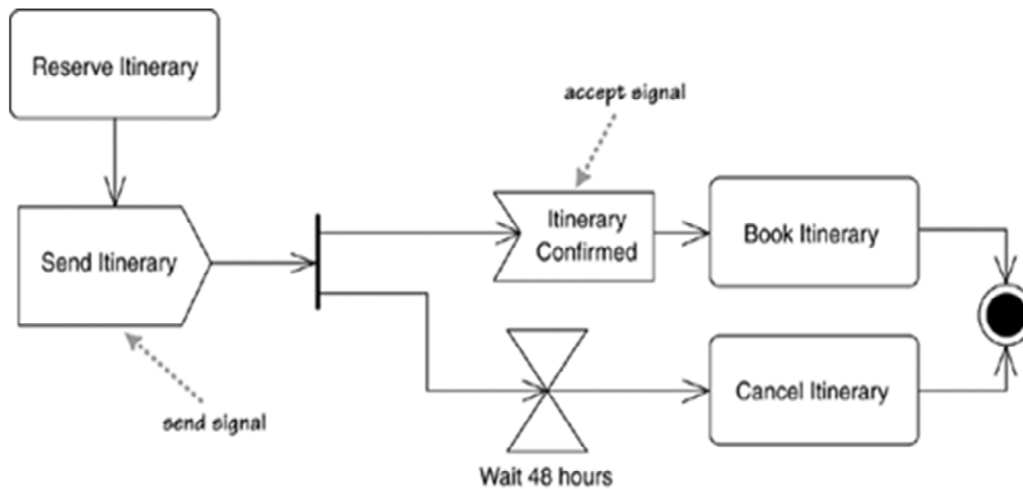 Reserve Itinerary
accept signal
Itinerary
Confirmed
Book Itinerary
Send Itinerary
Cancel Itinerary
send signal
Wait 48 hours